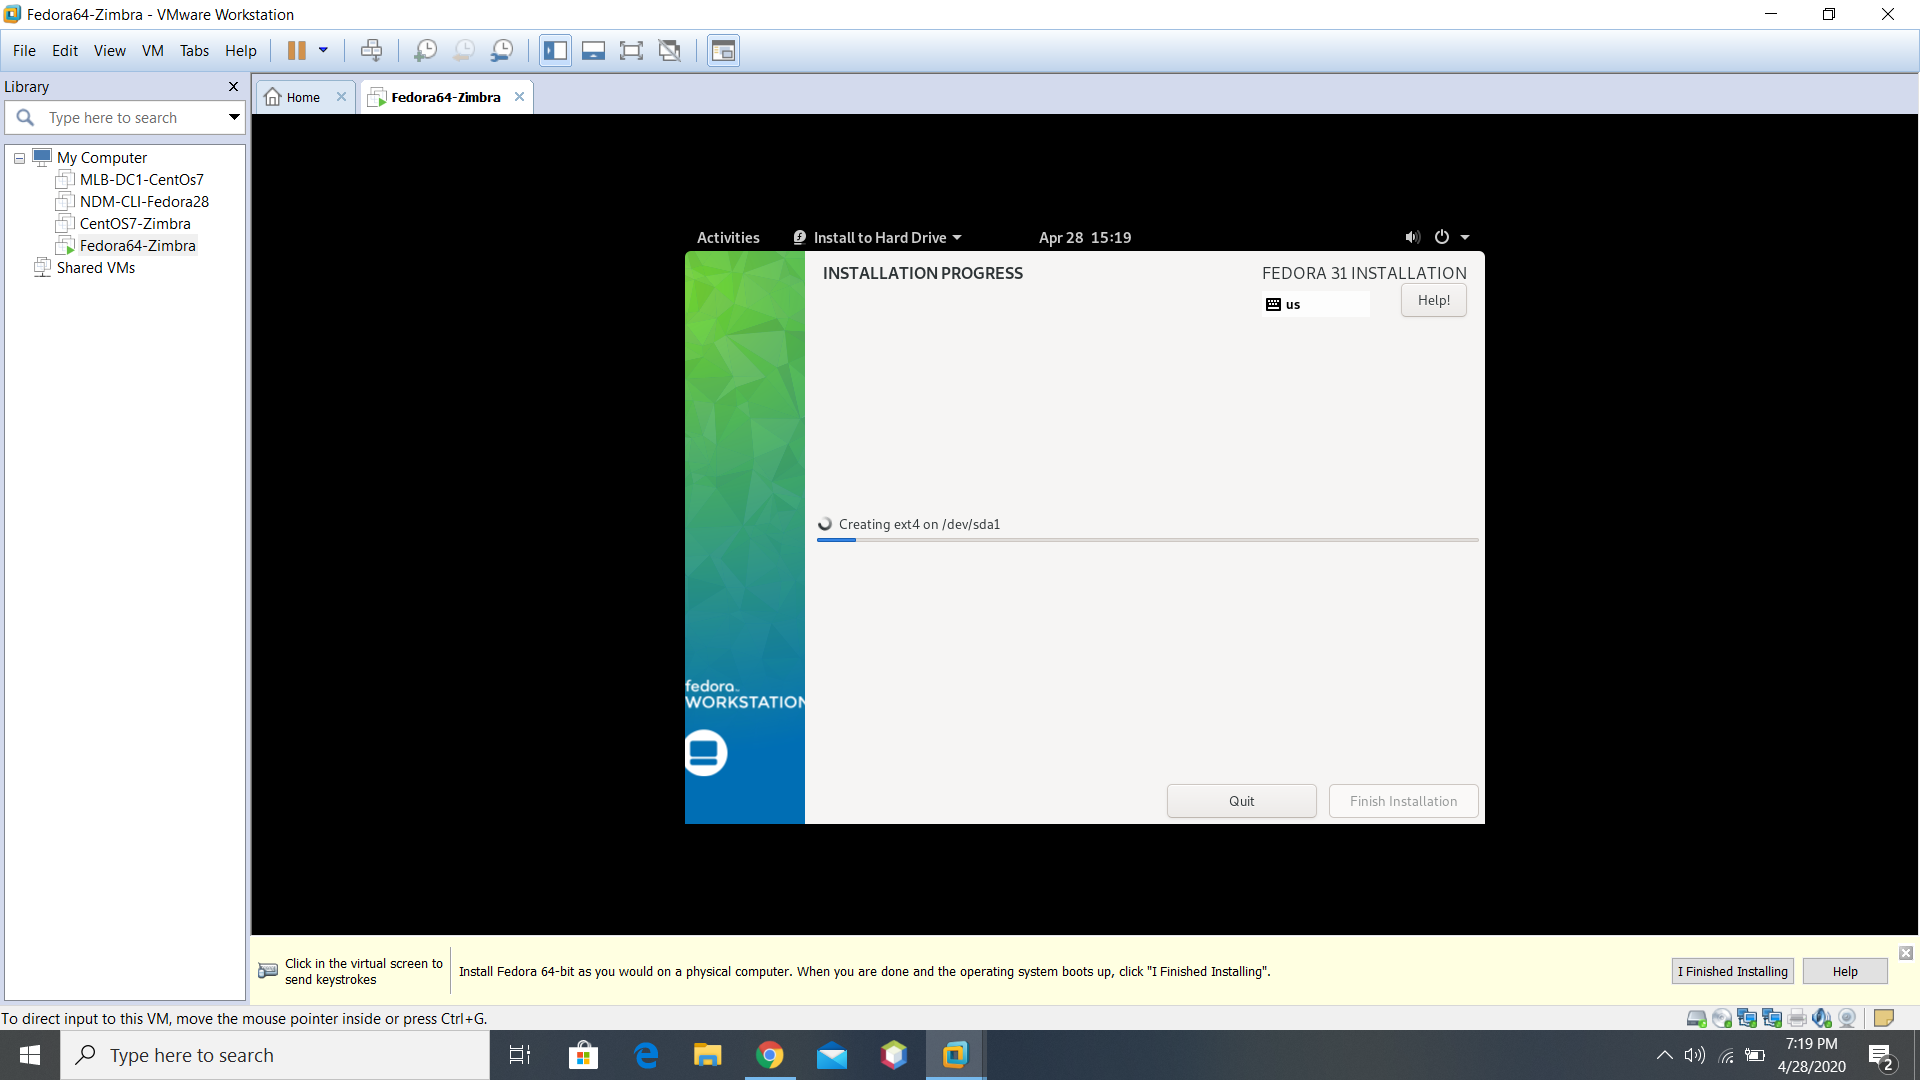 Fedora64-Zimbra - VMware Workstation
File Edit View VM Tabs Help
Library
Type here to search
My Computer
MLB-DC1-CentOs7
NDM-CLI-Fedora28
CentOS7-Zimbra
Fedora64-Zimbra
Shared VMs
Home Fedora64-Zimbra
Activities Install to Hard Drive Apr 28 15:19
INSTALLATION PROGRESS
FEDORA 31 INSTALLATION
us
Help!
Creating ext4 on /dev/sda1
fedora
WORKSTATION
Quit Finish Installation
Click in the virtual screen to
send keystrokes
Install Fedora 64-bit as you would on a physical computer. When you are done and the operating system boots up, click "I Finished Installing".
I Finished Installing Help
To direct input to this VM, move the mouse pointer inside or press Ctrl+G.
Type here to search
7:19 PM
4/28/2020
2